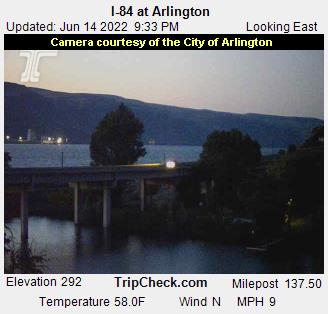 I-84 at Arlington
Updated: Jun 14 2022 9:33 PM Looking East
Camera courtesy of the City of Arlington
Elevation 292 TripCheck.com Milepost 137.50
Temperature 58.0F Wind N MPH 9